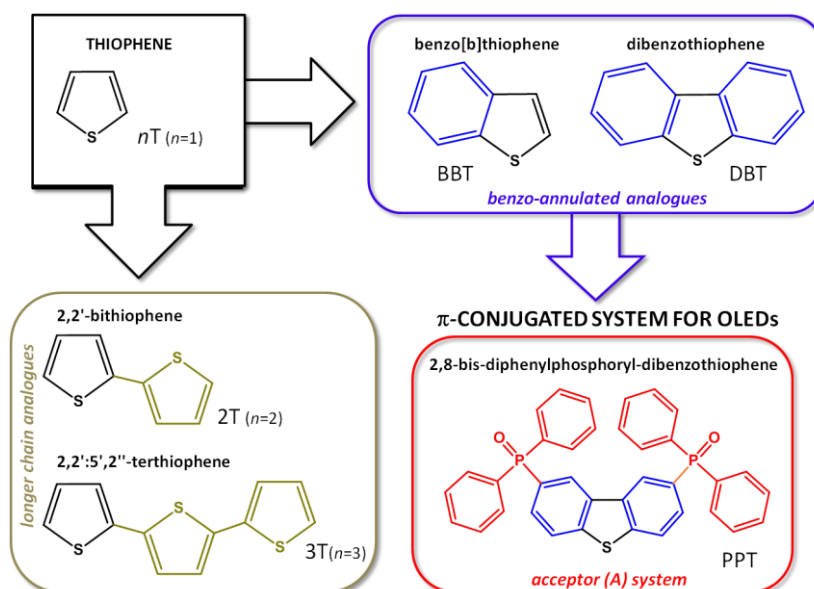 THIOPHENE
S
nT (n=1)
benzo[b]thiophene
dibenzothiophene
S
BBT
S
DBT
benzo-annulated analogues
longer chain analogues
2,2'-bithiophene
S
S
2T (n=2)
2,2':5',2''-terthiophene
S
S
S
3T(n=3)
π-CONJUGATED SYSTEM FOR OLEDs
2,8-bis-diphenylphosphoryl-dibenzothiophene
O
P
O
P
S
PPT
acceptor (A) system